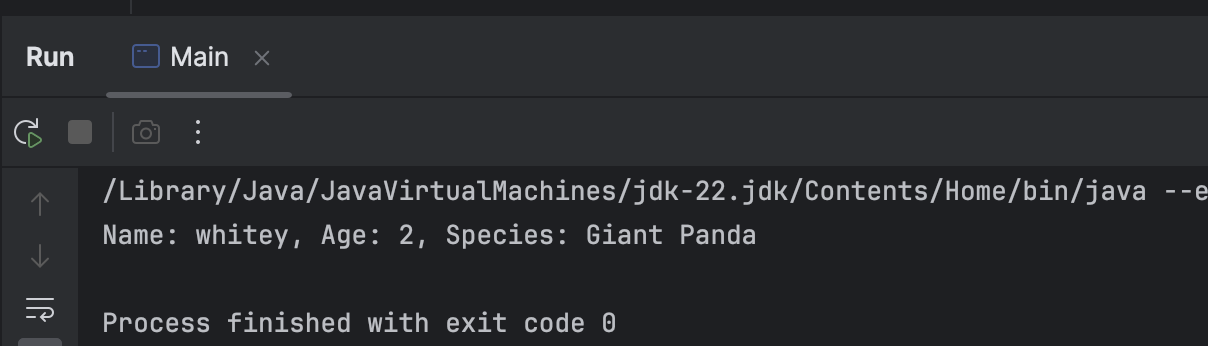 Run
Main
/Library/Java/JavaVirtualMachines/jdk-22.jdk/Contents/Home/bin/java --e
Name: whitey, Age: 2, Species: Giant Panda
Process finished with exit code 0